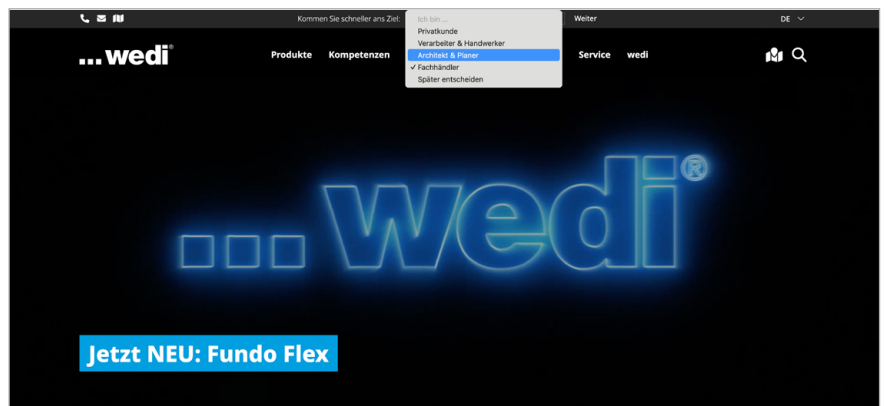 Kommen Sie schneller ans Ziel:
Ich bin ...
Privatkunde
Verarbeiter & Handwerker
Architekt & Planer
✓ Fachhändler
Später entscheiden
Weiter
DE
...wedi®
Produkte Kompetenzen Service wedi
...wedi®
Jetzt NEU: Fundo Flex